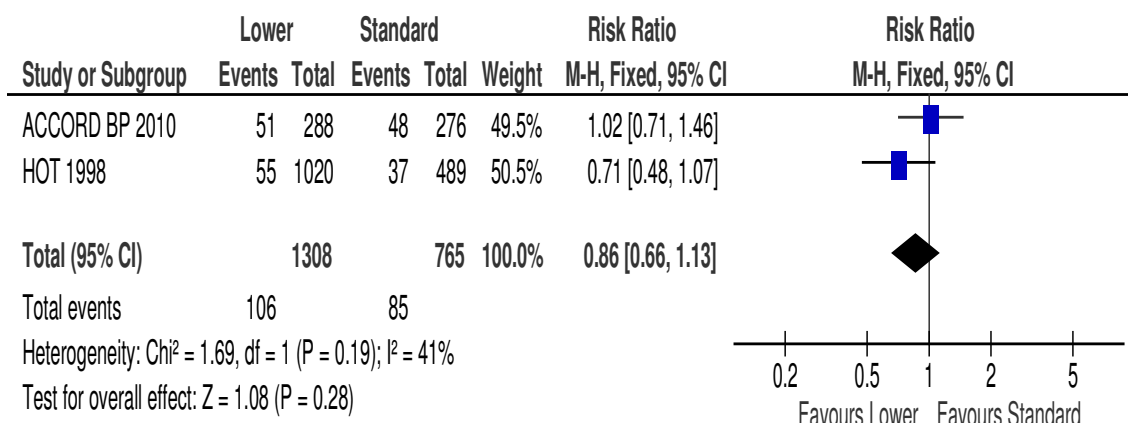 Lower Standard Risk Ratio Risk Ratio
Study or Subgroup Events Total Events Total Weight M-H, Fixed, 95% CI M-H, Fixed, 95% CI
ACCORD BP 2010 51 288 48 276 49.5% 1.02 [0.71, 1.46]
HOT 1998 55 1020 37 489 50.5% 0.71 [0.48, 1.07]
Total (95% CI) 1308 765 100.0% 0.86 [0.66, 1.13]
Total events 106 85
Heterogeneity: Chi² = 1.69, df = 1 (P = 0.19); I² = 41%
Test for overall effect: Z = 1.08 (P = 0.28)
0.2 0.5 1 2 5
Favours Lower Favours Standard